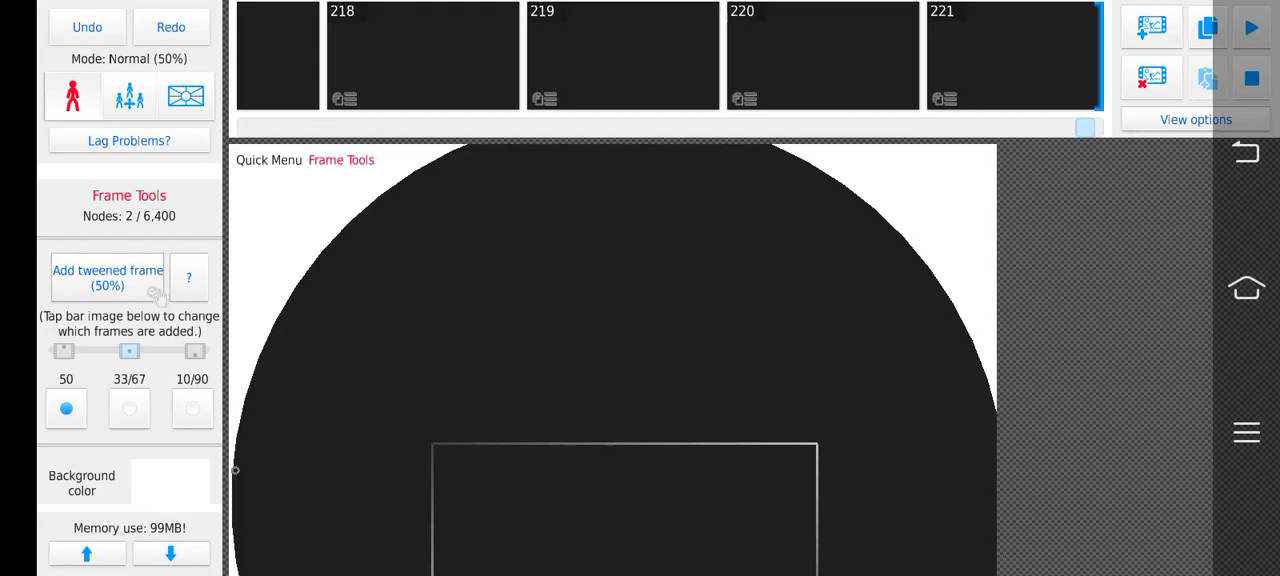 Undo Redo
Mode: Normal (50%)
Lag Problems?
Frame Tools
Nodes: 2 / 6,400
Add tweened frame
(50%)
?
(Tap bar image below to change
which frames are added.)
50 33/67 10/90
Background
color
Memory use: 99MB!
218 219 220 221
View options
Quick Menu Frame Tools